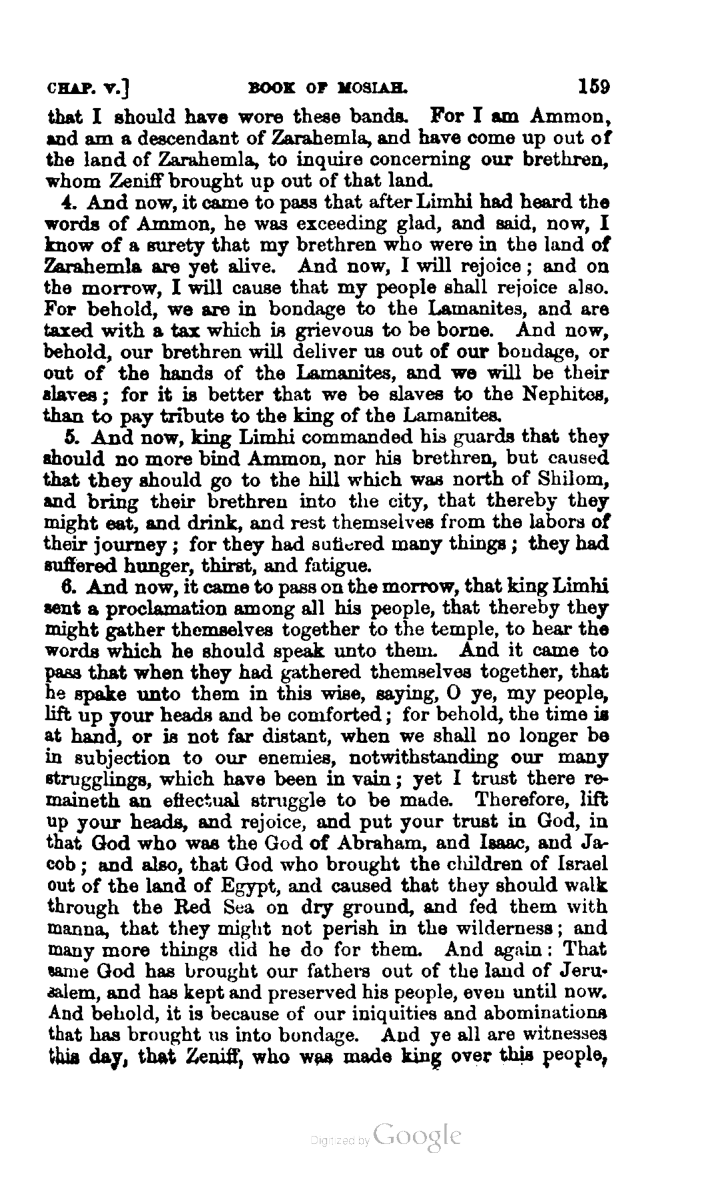 CHAP. V.] BOOK OF MOSIAH. 159
that I should have wore these bands. For I am Ammon,
and am a descendant of Zarahemla, and have come up out of
the land of Zarahemla, to inquire concerning our brethren,
whom Zeniff brought up out of that land.
4. And now, it came to pass that after Limhi had heard the
words of Ammon, he was exceeding glad, and said, now, I
know of a surety that my brethren who were in the land of
Zarahemla are yet alive. And now, I will rejoice; and on
the morrow, I will cause that my people shall rejoice also.
For behold, we are in bondage to the Lamanites, and are
taxed with a tax which is grievous to be borne. And now,
behold, our brethren will deliver us out of our bondage, or
out of the hands of the Lamanites, and we will be their
slaves; for it is better that we be slaves to the Nephites,
than to pay tribute to the king of the Lamanites.
5. And now, king Limhi commanded his guards that they
should no more bind Ammon, nor his brethren, but caused
that they should go to the hill which was north of Shilom,
and bring their brethren into the city, that thereby they
might eat, and drink, and rest themselves from the labors of
their journey; for they had suffered many things; they had
suffered hunger, thirst, and fatigue.
6. And now, it came to pass on the morrow, that king Limhi
sent a proclamation among all his people, that thereby they
might gather themselves together to the temple, to hear the
words which he should speak unto them. And it came to
pass that when they had gathered themselves together, that
he spake unto them in this wise, saying, O ye, my people,
lift up your heads and be comforted; for behold, the time is
at hand, or is not far distant, when we shall no longer be
in subjection to our enemies, notwithstanding our many
strugglings, which have been in vain; yet I trust there re-
maineth an effectual struggle to be made. Therefore, lift
up your heads, and rejoice, and put your trust in God, in
that God who was the God of Abraham, and Isaac, and Ja-
cob; and also, that God who brought the children of Israel
out of the land of Egypt, and caused that they should walk
through the Red Sea on dry ground, and fed them with
manna, that they might not perish in the wilderness; and
many more things did he do for them. And again: That
same God has brought our fathers out of the land of Jeru-
salem, and has kept and preserved his people, even until now.
And behold, it is because of our iniquities and abominations
that has brought us into bondage. And ye all are witnesses
this day, that Zeniff, who was made king over this people,
Digitized by Google